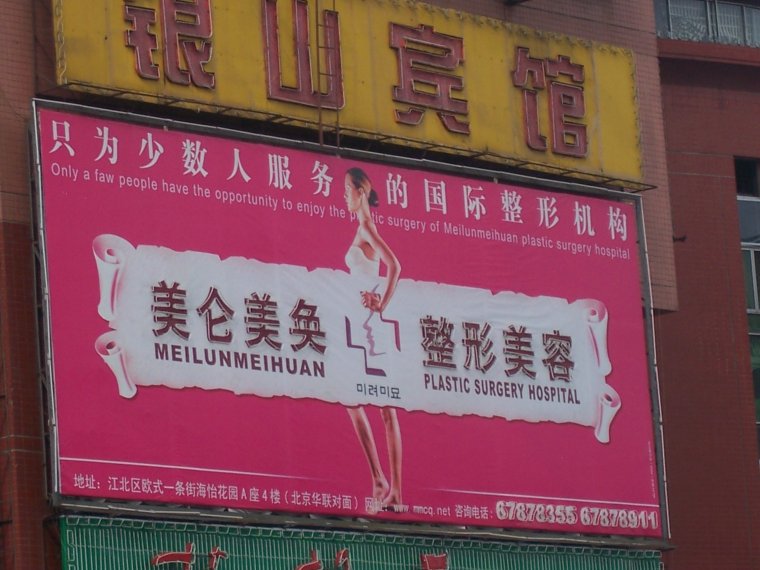 银山宾馆
只为少数人服务的国际整形机构
Only a few people have the opportunity to enjoy the plastic surgery of Meilunmeihuan plastic surgery hospital
美仑美奂 整形美容
MEILUNMEIHUAN PLASTIC SURGERY HOSPITAL
미려미묘
地址：江北区欧式一条街海怡花园A座4楼（北京华联对面） 网址：www.mmcq.net 咨询电话：67878355 67878911